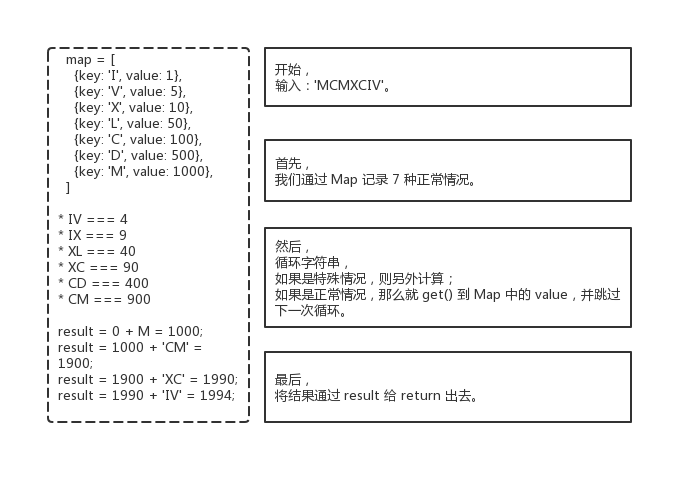 map = [
{key: 'I', value: 1},
{key: 'V', value: 5},
{key: 'X', value: 10},
{key: 'L', value: 50},
{key: 'C', value: 100},
{key: 'D', value: 500},
{key: 'M', value: 1000},
]
* IV === 4
* IX === 9
* XL === 40
* XC === 90
* CD === 400
* CM === 900
result = 0 + M = 1000;
result = 1000 + 'CM' =
1900;
result = 1900 + 'XC' = 1990;
result = 1990 + 'IV' = 1994;
开始，
输入：'MCMXCIV'。
首先，
我们通过 Map 记录 7 种正常情况。
然后，
循环字符串，
如果是特殊情况，则另外计算；
如果是正常情况，那么就 get() 到 Map 中的 value，并跳过
下一次循环。
最后，
将结果通过 result 给 return 出去。